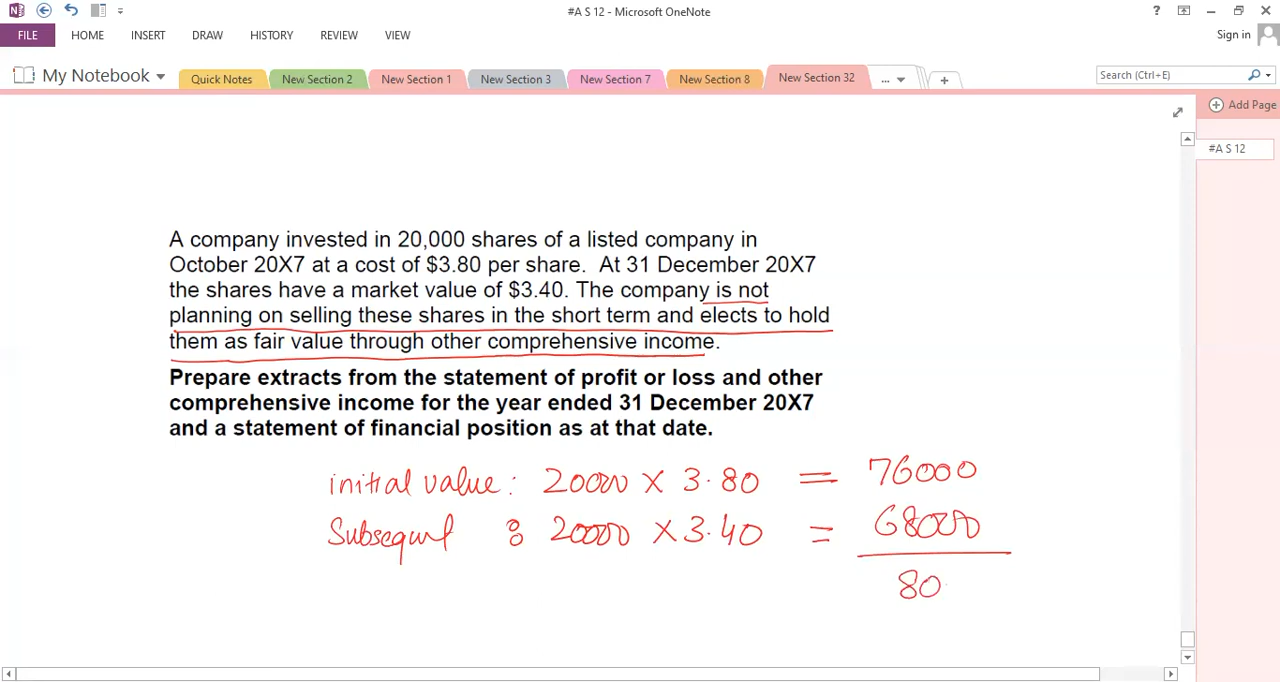 #A S 12 - Microsoft OneNote
?
FILE HOME INSERT DRAW HISTORY REVIEW VIEW
Sign in
My Notebook
Quick Notes
New Section 2
New Section 1
New Section 3
New Section 7
New Section 8
New Section 32
...
+
Search (Ctrl+E)
Add Page
#A S 12
A company invested in 20,000 shares of a listed company in
October 20X7 at a cost of $3.80 per share. At 31 December 20X7
the shares have a market value of $3.40. The company is not
planning on selling these shares in the short term and elects to hold
them as fair value through other comprehensive income.
Prepare extracts from the statement of profit or loss and other
comprehensive income for the year ended 31 December 20X7
and a statement of financial position as at that date.
initial value : 20000 X 3.80 = 76000
: 20000 X 3.40 = 68000
80